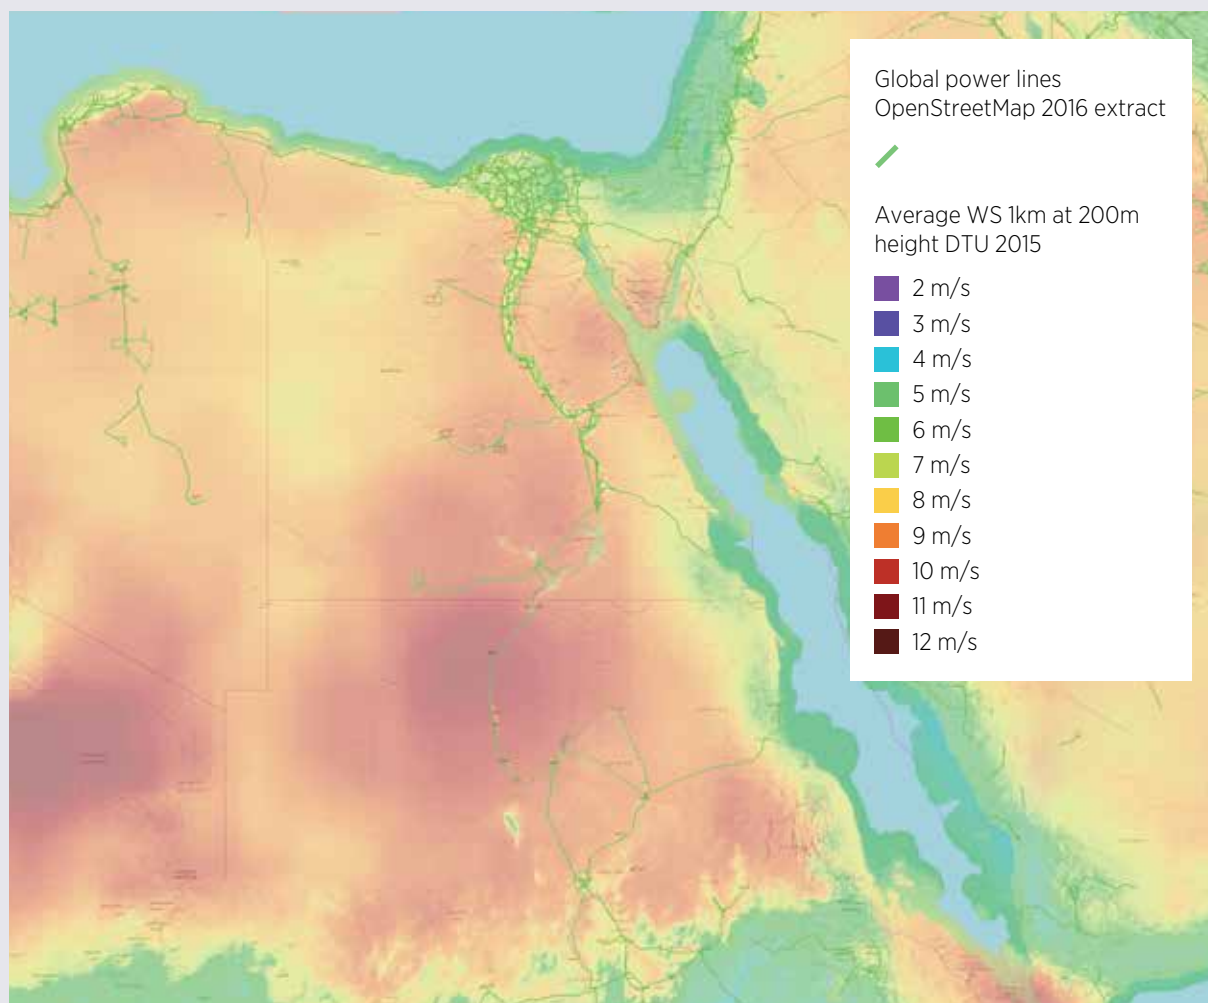 Global power lines
OpenStreetMap 2016 extract
Average WS 1km at 200m
height DTU 2015
2 m/s
3 m/s
4 m/s
5 m/s
6 m/s
7 m/s
8 m/s
9 m/s
10 m/s
11 m/s
12 m/s